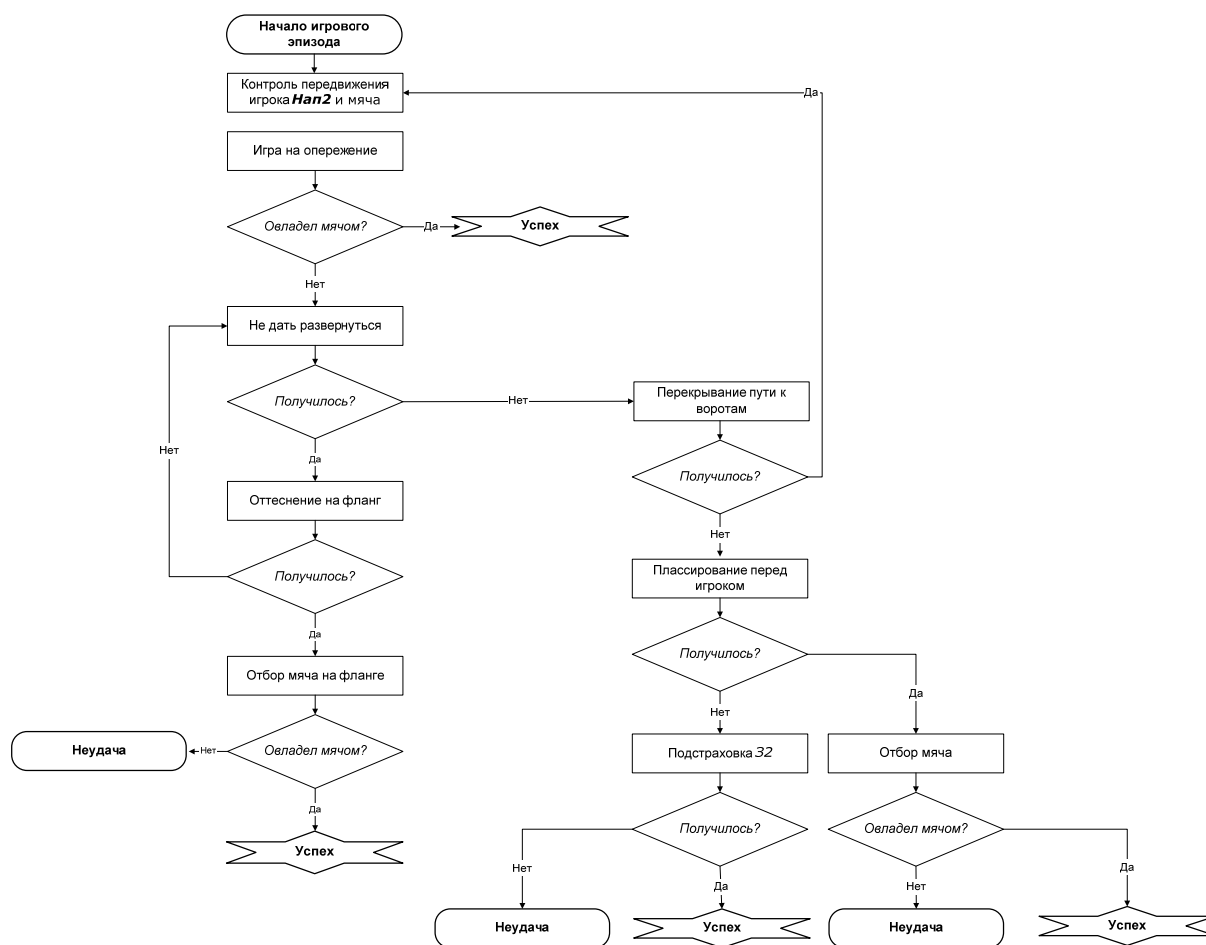 Начало игрового
эпизода
Контроль передвижения
игрока Нап2 и мяча
Да
Игра на опережение
Овладел мячом?
Да
Успех
Нет
Не дать развернуться
Получилось?
Нет
Перекрывание пути к
воротам
Нет
Да
Получилось?
Оттеснение на фланг
Нет
Получилось?
Плассирование перед
игроком
Да
Получилось?
Отбор мяча на фланге
Да
Нет
Неудача
Нет
Овладел мячом?
Подстраховка З2
Отбор мяча
Да
Получилось?
Овладел мячом?
Успех
Нет
Да
Нет
Да
Неудача
Успех
Неудача
Успех